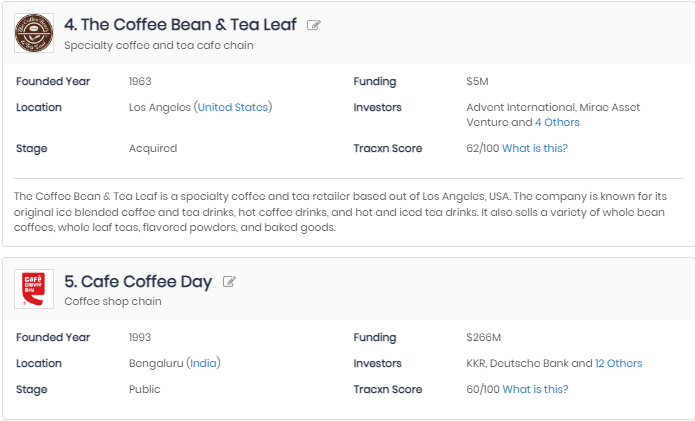 4. The Coffee Bean & Tea Leaf
Specialty coffee and tea cafe chain
Founded Year 1963 Funding $5M
Location Los Angeles (United States) Investors Advent International, Mirae Asset
Venture and 4 Others
Stage Acquired Tracxn Score 62/100 What is this?
The Coffee Bean & Tea Leaf is a specialty coffee and tea retailer based out of Los Angeles, USA. The company is known for its
original ice blended coffee and tea drinks, hot coffee drinks, and hot and iced tea drinks. It also sells a variety of whole bean
coffees, whole leaf teas, flavored powders, and baked goods.
café
coffee
day
5. Cafe Coffee Day
Coffee shop chain
Founded Year 1993 Funding $266M
Location Bengaluru (India) Investors KKR, Deutsche Bank and 12 Others
Stage Public Tracxn Score 60/100 What is this?